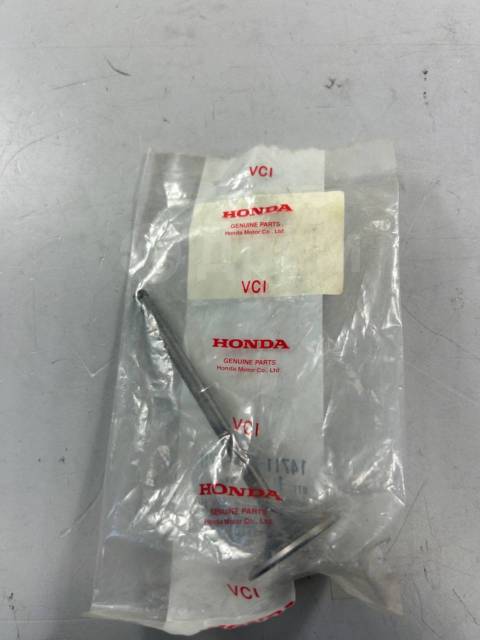 VCI
HONDA
GENUINE PARTS
Honda Motor Co., Ltd.
VCI
HONDA
GENUINE PARTS
Honda Motor Co., Ltd
VCI
14711
HONDA
GENUINE PARTS
Honda Motor Co., Ltd
VCI